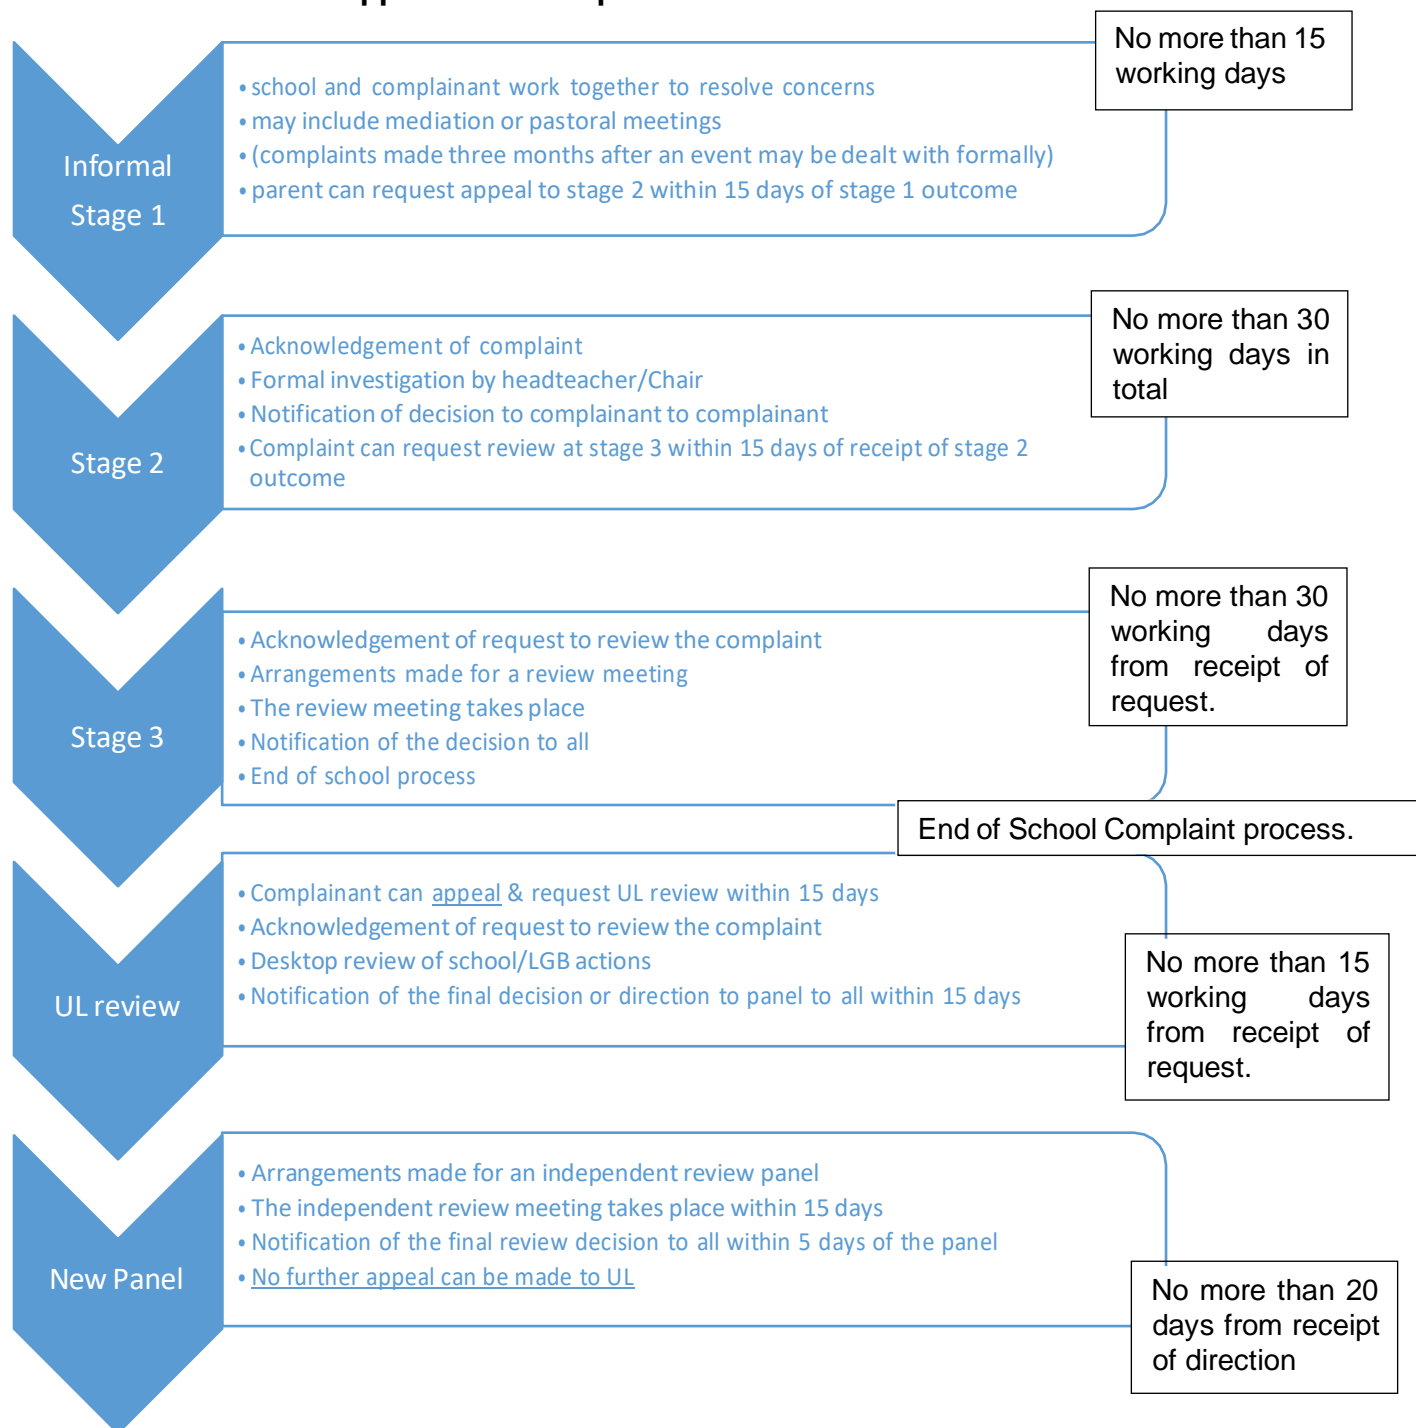 No more than 15
working days
• school and complainant work together to resolve concerns
• may include mediation or pastoral meetings
• (complaints made three months after an event may be dealt with formally)
• parent can request appeal to stage 2 within 15 days of stage 1 outcome
Informal
Stage 1
No more than 30
working days in
total
• Acknowledgement of complaint
• Formal investigation by headteacher/Chair
• Notification of decision to complainant to complainant
• Complaint can request review at stage 3 within 15 days of receipt of stage 2
outcome
Stage 2
No more than 30
working days
from receipt of
request.
• Acknowledgement of request to review the complaint
• Arrangements made for a review meeting
• The review meeting takes place
• Notification of the decision to all
• End of school process
Stage 3
End of School Complaint process.
• Complainant can appeal & request UL review within 15 days
• Acknowledgement of request to review the complaint
• Desktop review of school/LGB actions
• Notification of the final decision or direction to panel to all within 15 days
UL review
No more than 15
working days
from receipt of
request.
• Arrangements made for an independent review panel
• The independent review meeting takes place within 15 days
• Notification of the final review decision to all within 5 days of the panel
• No further appeal can be made to UL
New Panel
No more than 20
days from receipt
of direction